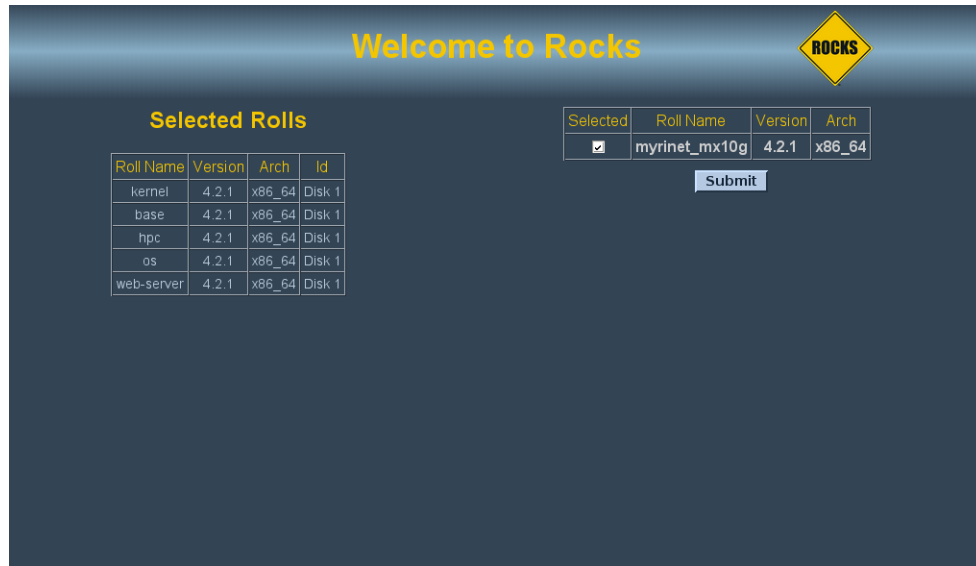 Welcome to Rocks
ROCKS
Selected Rolls
Roll Name Version Arch Id
kernel 4.2.1 x86_64 Disk 1
base 4.2.1 x86_64 Disk 1
hpc 4.2.1 x86_64 Disk 1
os 4.2.1 x86_64 Disk 1
web-server 4.2.1 x86_64 Disk 1
Selected Roll Name Version Arch
myrinet_mx10g 4.2.1 x86_64
Submit